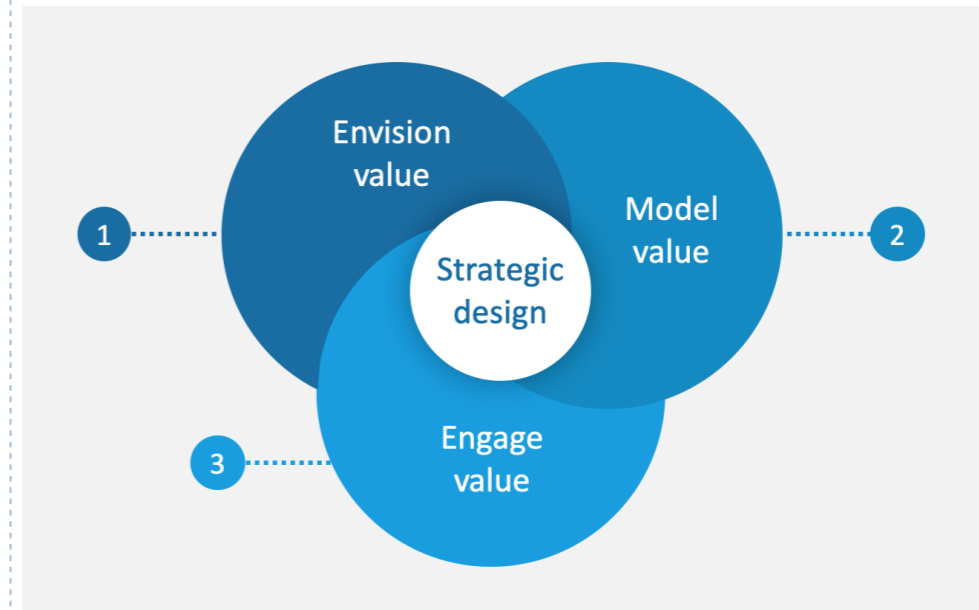 Envision
value
1
Model
value
2
Strategic
design
Engage
value
3